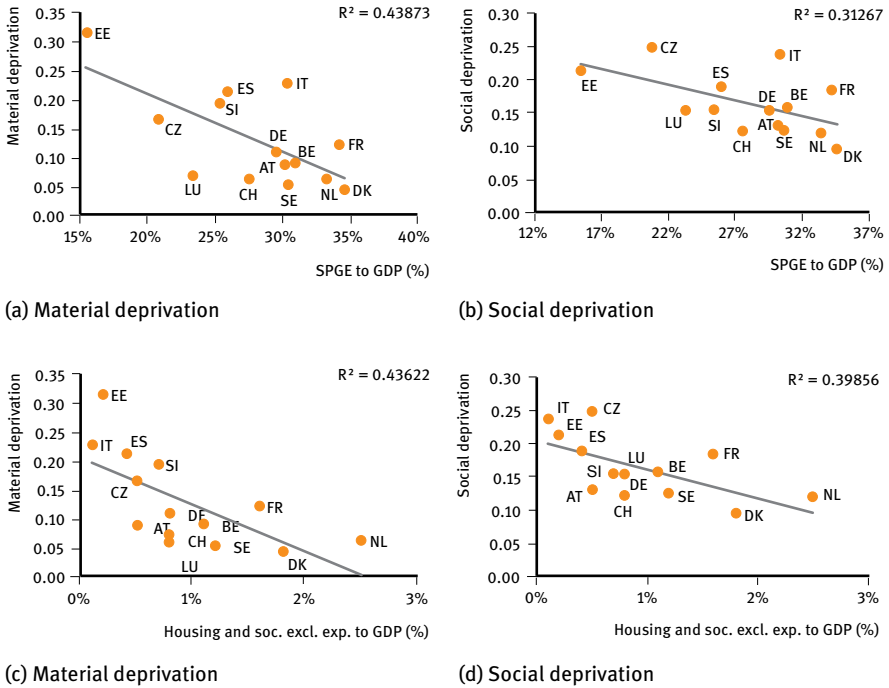 R² = 0.43873
Material deprivation
0.35
0.30
0.25
0.20
0.15
0.10
0.05
0.00
EE
ES
IT
SI
CZ
DE
BE
FR
AT
LU
CH
SE
NL
DK
15%
20%
25%
30%
35%
40%
SPGE to GDP (%)
(a) Material deprivation
R² = 0.31267
Social deprivation
0.30
0.25
0.20
0.15
0.10
0.05
0.00
CZ
IT
EE
ES
DE
BE
FR
LU
SI
CH
AT
SE
NL
DK
12%
17%
22%
27%
32%
37%
SPGE to GDP (%)
(b) Social deprivation
R² = 0.43622
Material deprivation
0.35
0.30
0.25
0.20
0.15
0.10
0.05
0.00
EE
IT
ES
SI
CZ
DE
FR
AT
BE
CH
SE
NL
LU
DK
0%
1%
2%
3%
Housing and soc. excl. exp. to GDP (%)
(c) Material deprivation
R² = 0.39856
Social deprivation
0.30
0.25
0.20
0.15
0.10
0.05
0.00
IT
CZ
EE
ES
LU
BE
FR
SI
DE
AT
CH
SE
NL
DK
0%
1%
2%
3%
Housing and soc. excl. exp. to GDP (%)
(d) Social deprivation